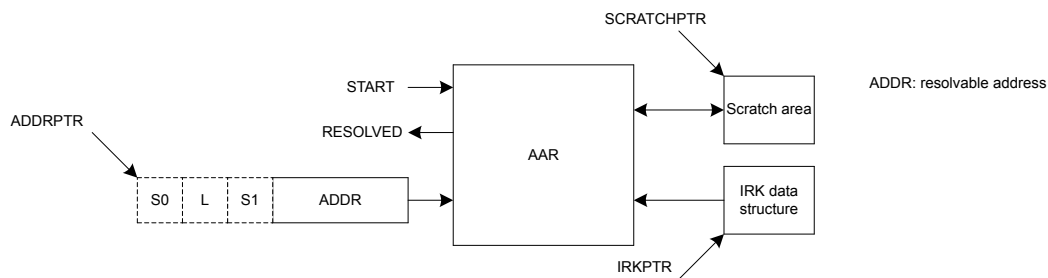 SCRATCHPTR
START
ADDR: resolvable address
Scratch area
ADDRPTR
RESOLVED
AAR
S0
L
S1
ADDR
IRK data
structure
IRKPTR